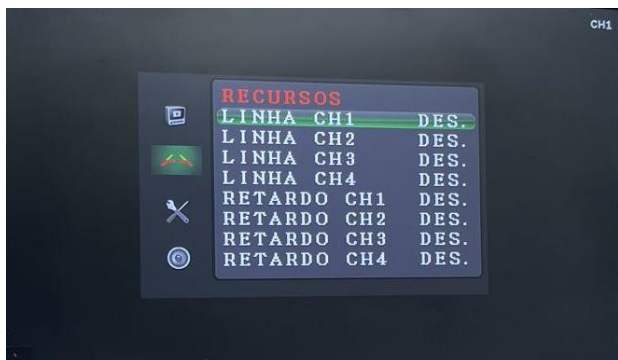 CH1
RECURSOS
LINHA CH1 DES.
LINHA CH2 DES.
LINHA CH3 DES.
LINHA CH4 DES.
RETARDO CH1 DES.
RETARDO CH2 DES.
RETARDO CH3 DES.
RETARDO CH4 DES.